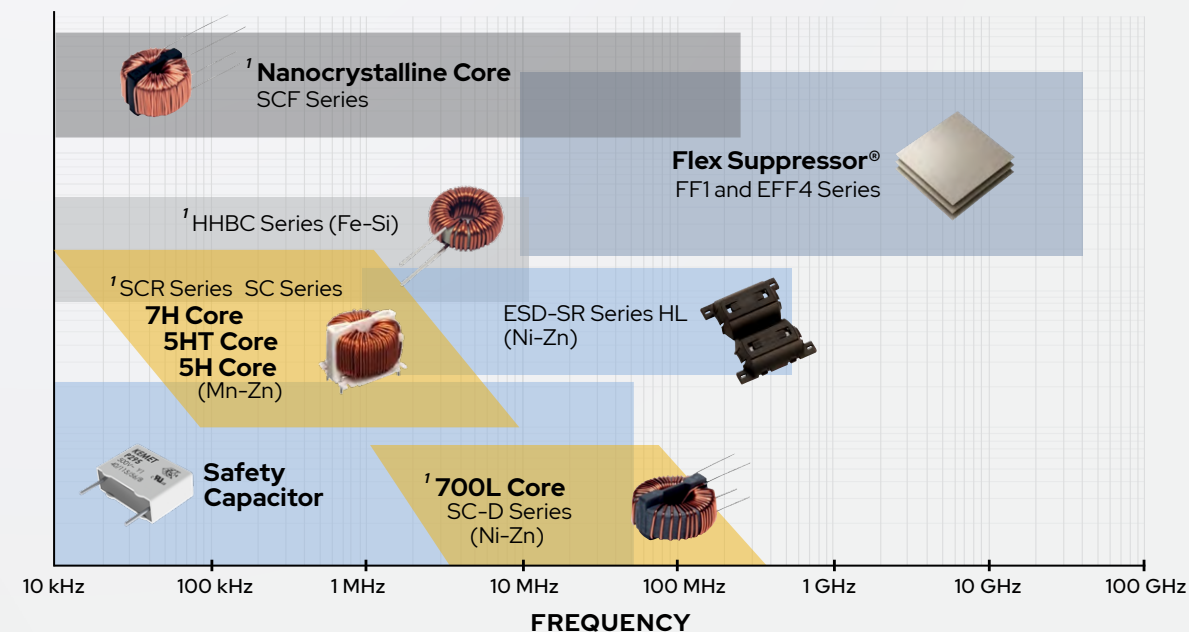 ¹ Nanocrystalline Core
SCF Series
Flex Suppressor®
FF1 and EFF4 Series
¹ HHBC Series (Fe-Si)
¹ SCR Series SC Series
7H Core
5HT Core
5H Core
(Mn-Zn)
ESD-SR Series HL
(Ni-Zn)
KEMET
Safety
Capacitor
¹ 700L Core
SC-D Series
(Ni-Zn)
10 kHz 100 kHz 1 MHz 10 MHz 100 MHz 1 GHz 10 GHz 100 GHz
FREQUENCY